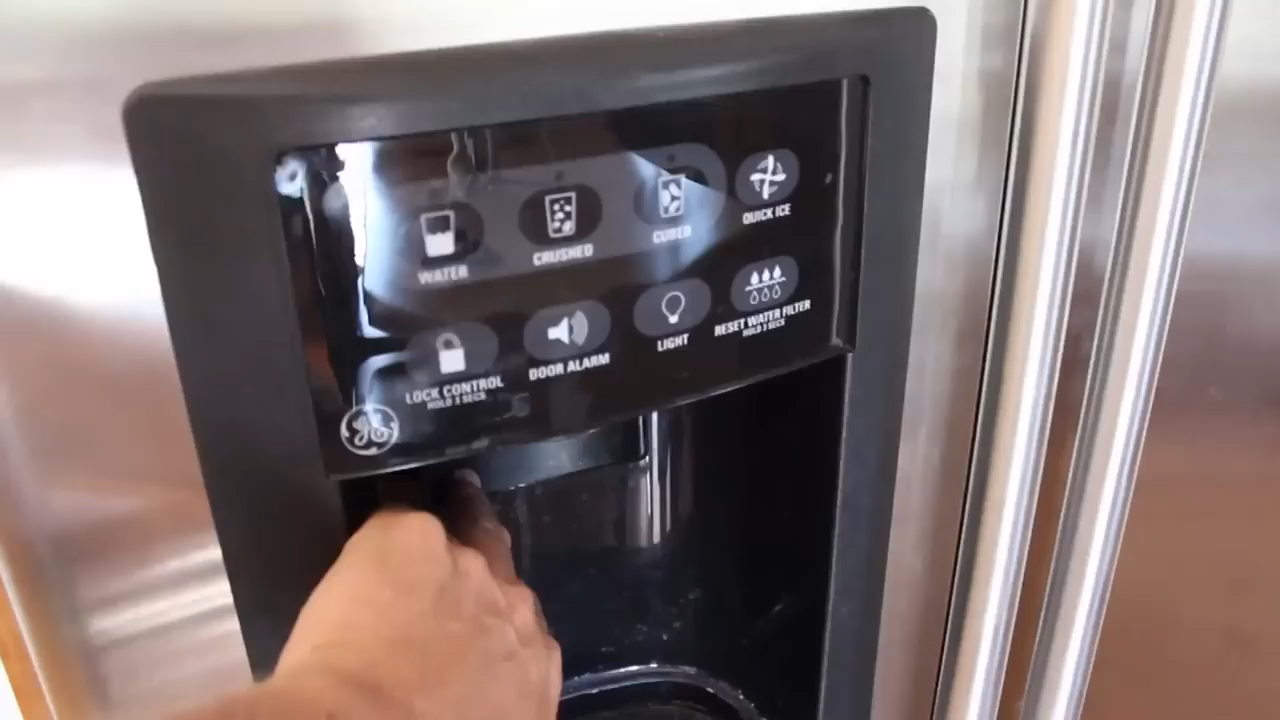 WATER
CRUSHED
CUBED
QUICK ICE
LOCK CONTROL
HOLD 3 SECS
DOOR ALARM
LIGHT
RESET WATER FILTER
HOLD 3 SECS
GE